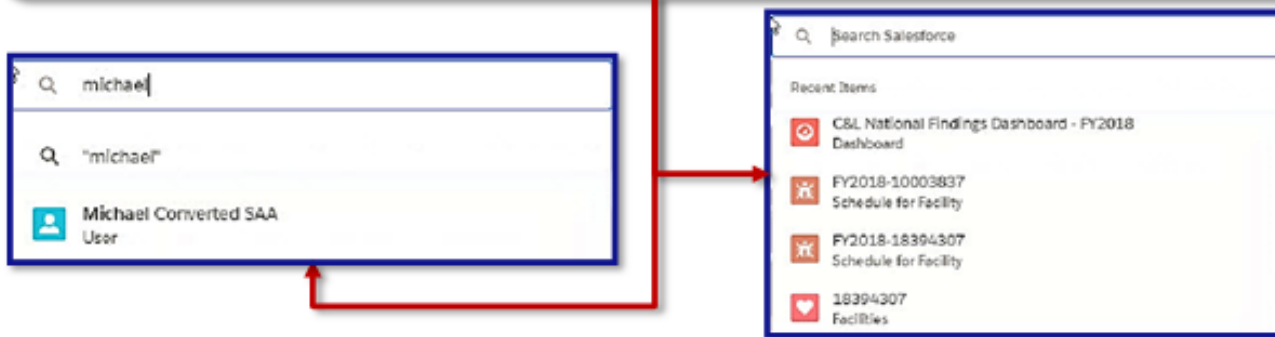 michael
"michael"
Michael Converted SAA
User
Search Salesforce
Recent Items
C&L National Findings Dashboard - FY2018
Dashboard
FY2018-10003837
Schedule for Facility
FY2018-18394307
Schedule for Facility
18394307
Facilities